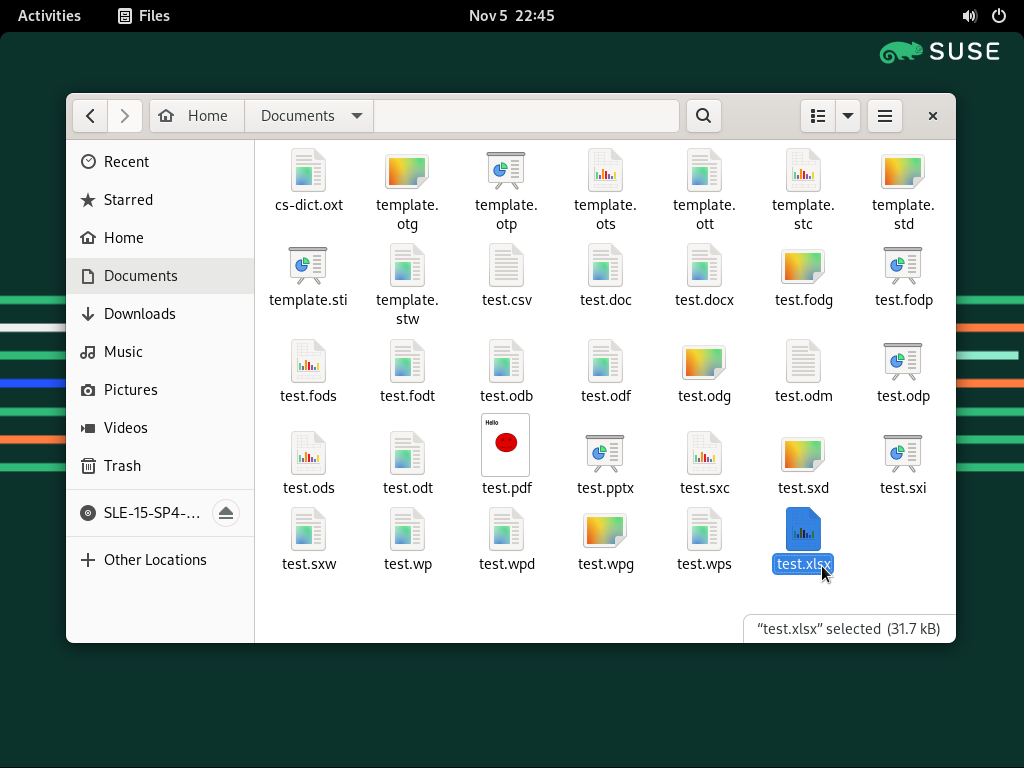 Activities
Files
Nov 5 22:45
SUSE
Home
Documents
Recent
Starred
Home
Documents
Downloads
Music
Pictures
Videos
Trash
SLE-15-SP4-...
Other Locations
cs-dict.oxt
template.
otg
template.
otp
template.
ots
template.
ott
template.
stc
template.
std
template.sti
template.
stw
test.csv
test.doc
test.docx
test.fodg
test.fodp
test.fods
test.fodt
test.odb
test.odf
test.odg
test.odm
test.odp
test.ods
test.odt
Hello
test.pdf
test.pptx
test.sxc
test.sxd
test.sxi
test.sxw
test.wp
test.wpd
test.wpg
test.wps
test.xlsx
“test.xlsx” selected (31.7 kB)